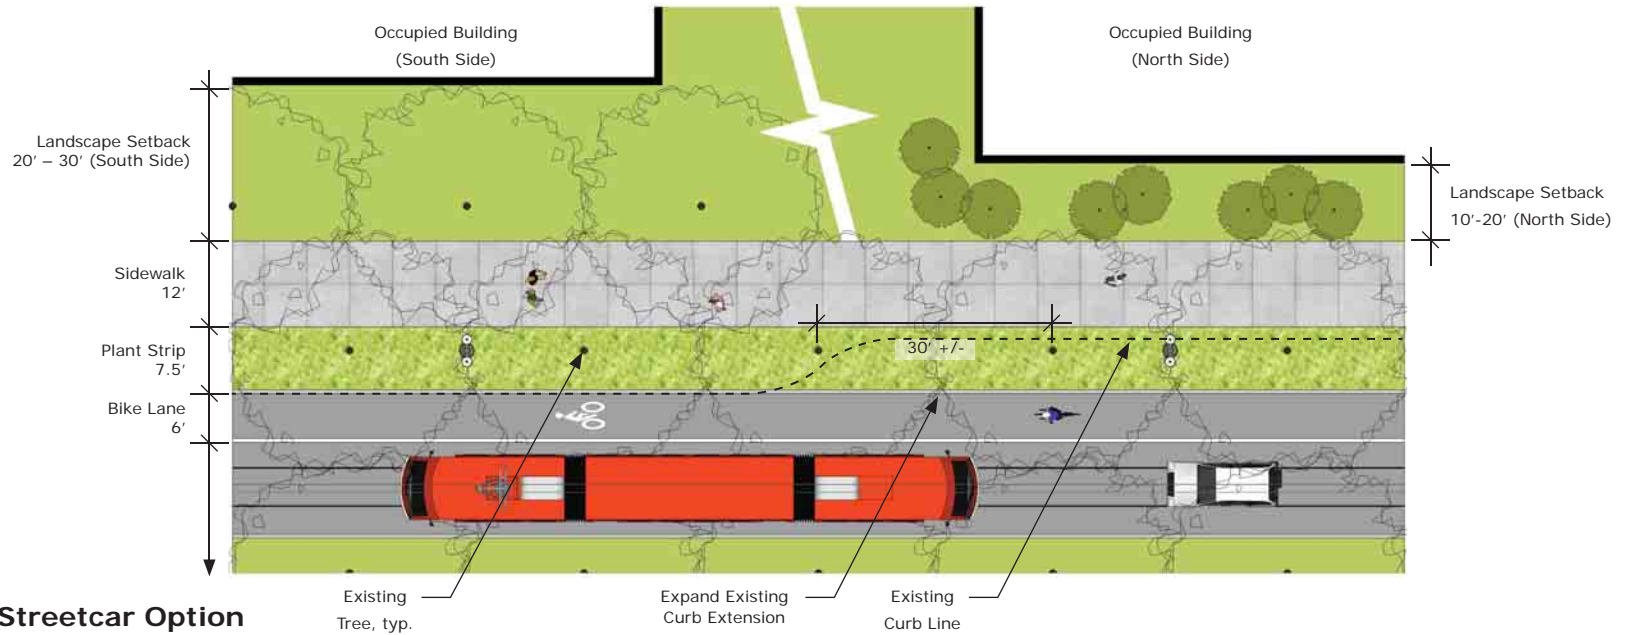 Occupied Building
(South Side)
Occupied Building
(North Side)
Landscape Setback
20’ – 30’ (South Side)
Landscape Setback
10’-20’ (North Side)
Sidewalk
12’
Plant Strip
7.5’
30’ +/-
Bike Lane
6’
Existing
Tree, typ.
Expand Existing
Curb Extension
Existing
Curb Line
Streetcar Option